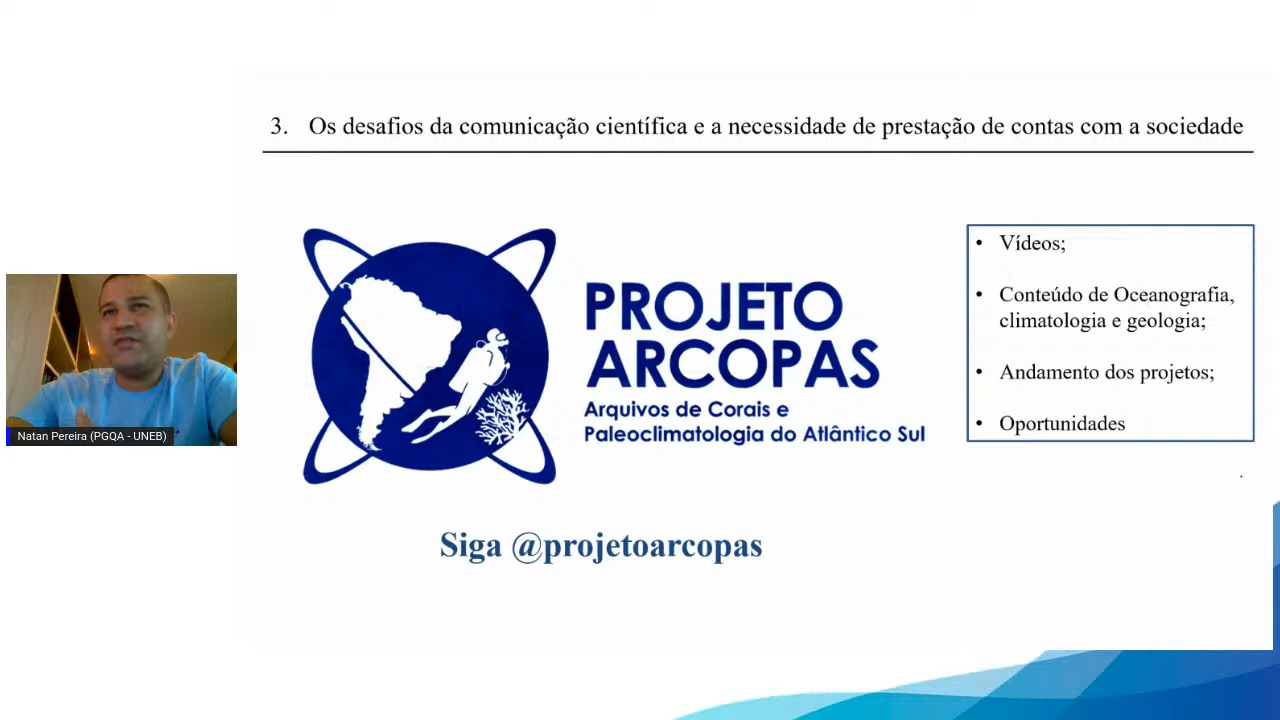 3. Os desafios da comunicação científica e a necessidade de prestação de contas com a sociedade
PROJETO
ARCOPAS
Arquivos de Corais e
Paleoclimatologia do Atlântico Sul
• Vídeos;
• Conteúdo de Oceanografia,
climatologia e geologia;
• Andamento dos projetos;
• Oportunidades
Natan Pereira (PGQA - UNEB)
Siga @projetoarcopas